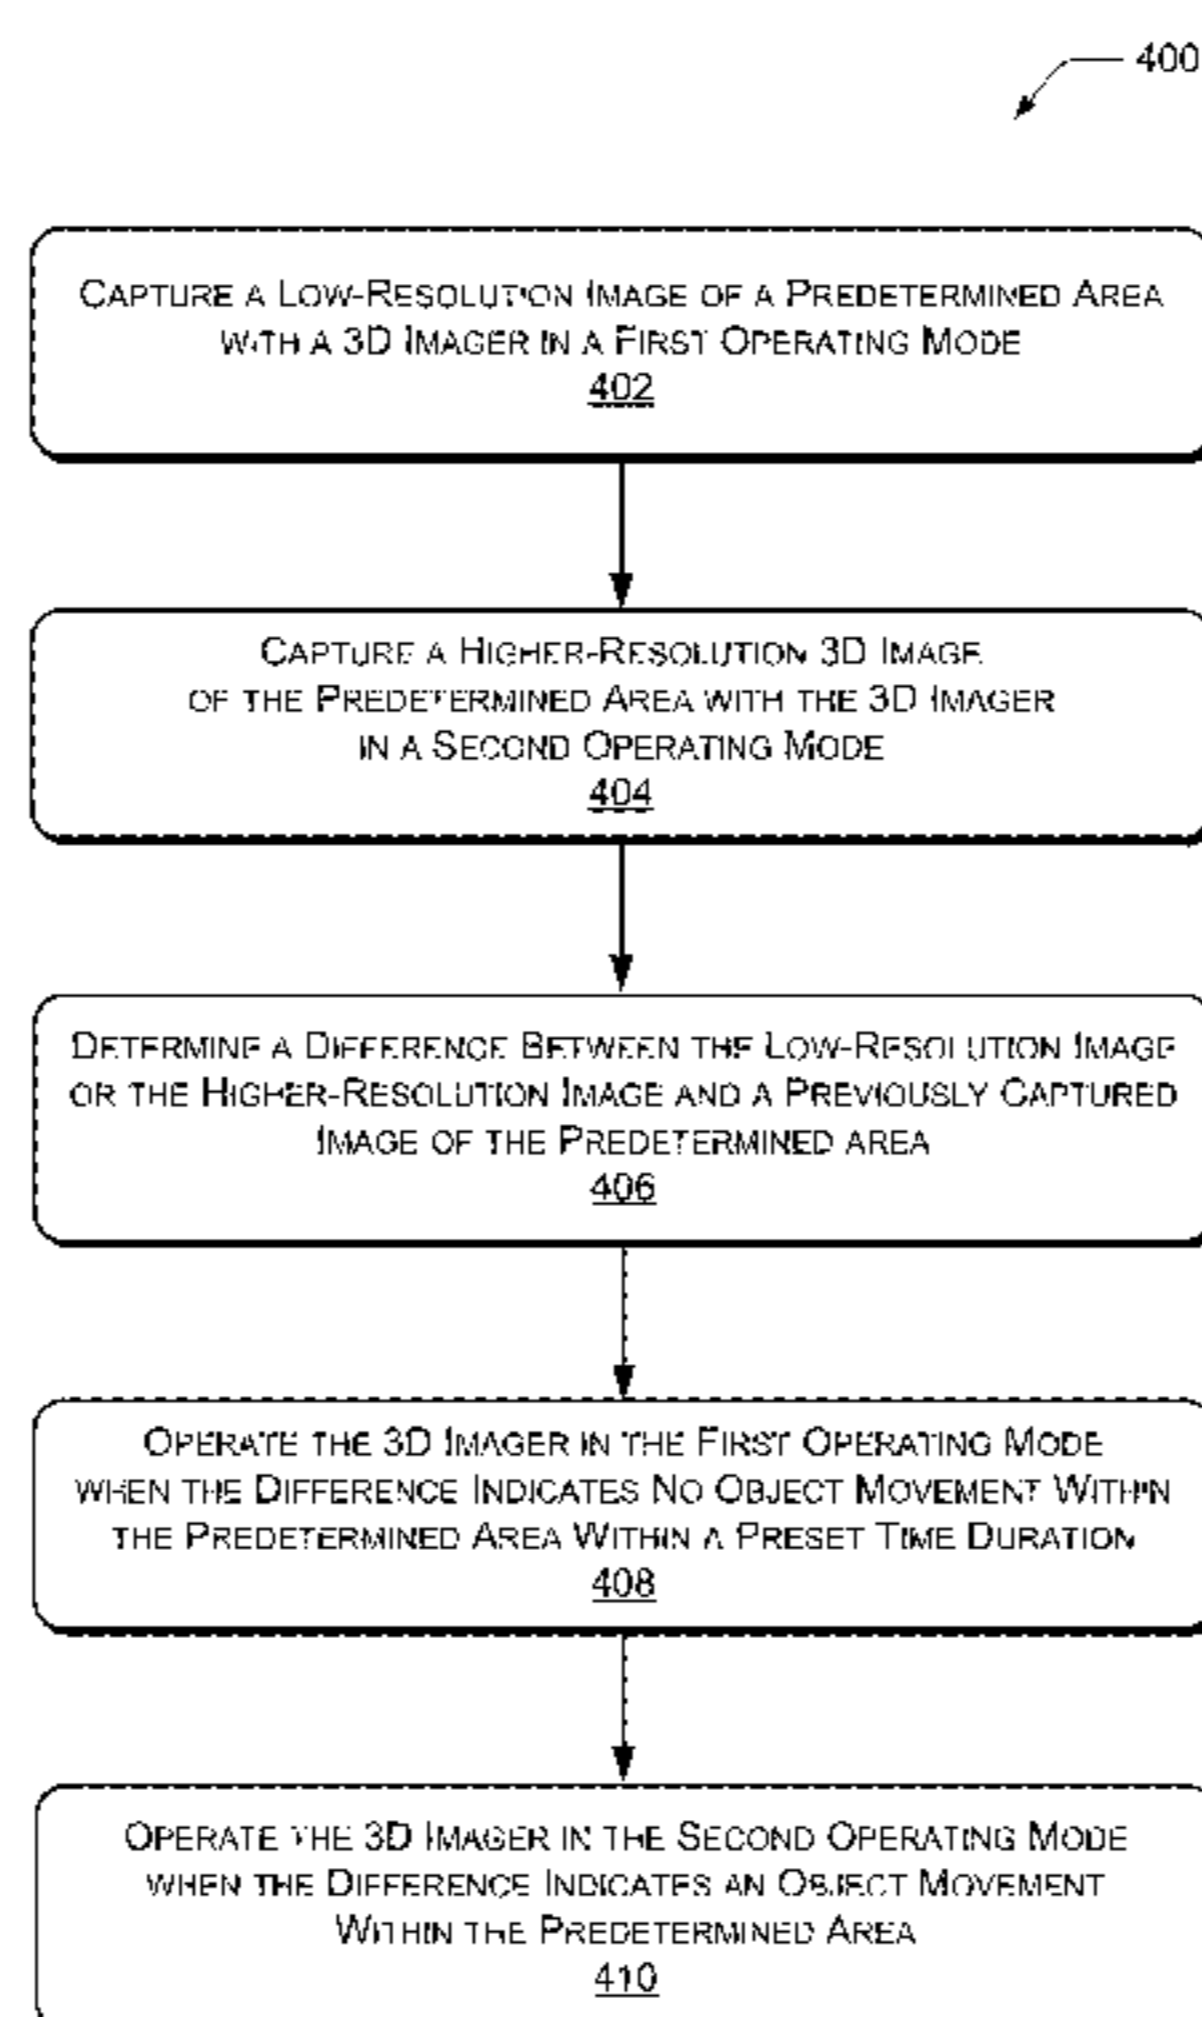 400
CAPTURE A LOW-RESOLUTION IMAGE OF A PREDETERMINED AREA
WITH A 3D IMAGER IN A FIRST OPERATING MODE
402
CAPTURE A HIGHER-RESOLUTION 3D IMAGE
OF THE PREDETERMINED AREA WITH THE 3D IMAGER
IN A SECOND OPERATING MODE
404
DETERMINE A DIFFERENCE BETWEEN THE LOW-RESOLUTION IMAGE
OR THE HIGHER-RESOLUTION IMAGE AND A PREVIOUSLY CAPTURED
IMAGE OF THE PREDETERMINED AREA
406
OPERATE THE 3D IMAGER IN THE FIRST OPERATING MODE
WHEN THE DIFFERENCE INDICATES NO OBJECT MOVEMENT WITHIN
THE PREDETERMINED AREA WITHIN A PRESET TIME DURATION
408
OPERATE THE 3D IMAGER IN THE SECOND OPERATING MODE
WHEN THE DIFFERENCE INDICATES AN OBJECT MOVEMENT
WITHIN THE PREDETERMINED AREA
410